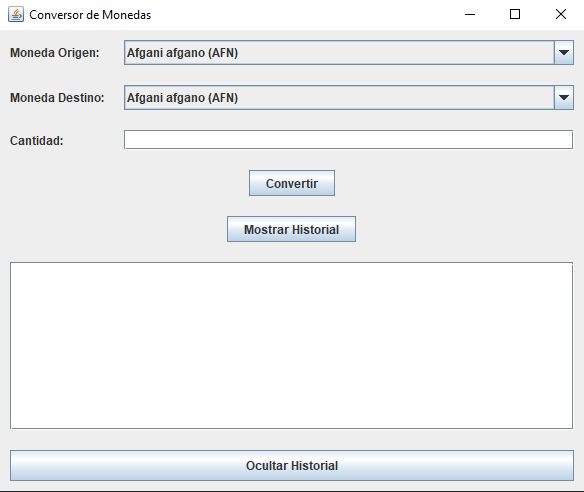 Conversor de Monedas
Moneda Origen: Afgani afgano (AFN)
Moneda Destino: Afgani afgano (AFN)
Cantidad:
Convertir
Mostrar Historial
Ocultar Historial